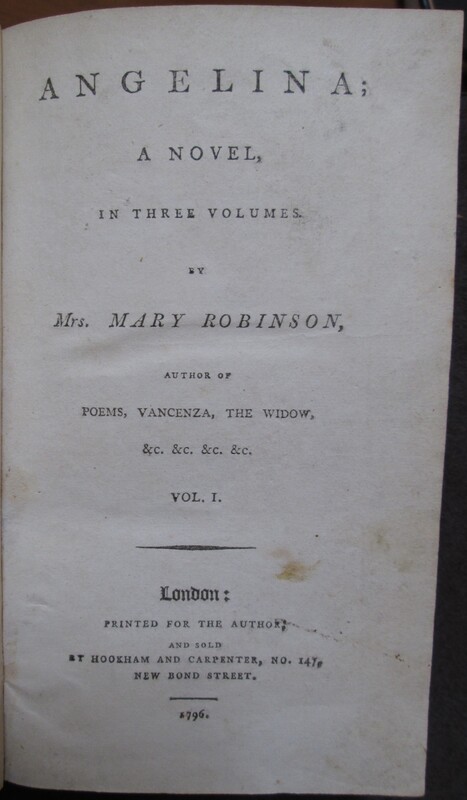 ANGELINA;
A NOVEL,
IN THREE VOLUMES.
BY
Mrs. MARY ROBINSON,
AUTHOR OF
POEMS, VANCENZA, THE WIDOW,
&c. &c. &c. &c.
VOL. I.
London:
PRINTED FOR THE AUTHOR;
AND SOLD
BY HOOKHAM AND CARPENTER, NO. 147,
NEW BOND STREET.
1796.